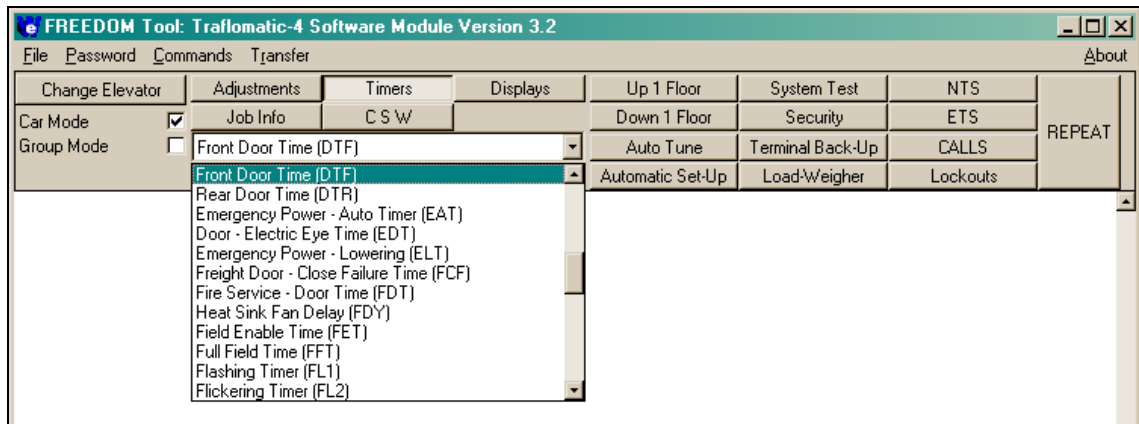 FREEDOM Tool: Traflomatic-4 Software Module Version 3.2
File Password Commands Transfer About
Change Elevator Adjustments Timers Displays Up 1 Floor System Test NTS
Car Mode Job Info C S W Down 1 Floor Security ETS REPEAT
Group Mode Front Door Time (DTF) Auto Tune Terminal Back-Up CALLS
Automatic Set-Up Load-Weigher Lockouts
Front Door Time (DTF)
Rear Door Time (DTR)
Emergency Power - Auto Timer (EAT)
Door - Electric Eye Time (EDT)
Emergency Power - Lowering (ELT)
Freight Door - Close Failure Time (FCF)
Fire Service - Door Time (FDT)
Heat Sink Fan Delay (FDY)
Field Enable Time (FET)
Full Field Time (FFT)
Flashing Timer (FL1)
Flickering Timer (FL2)